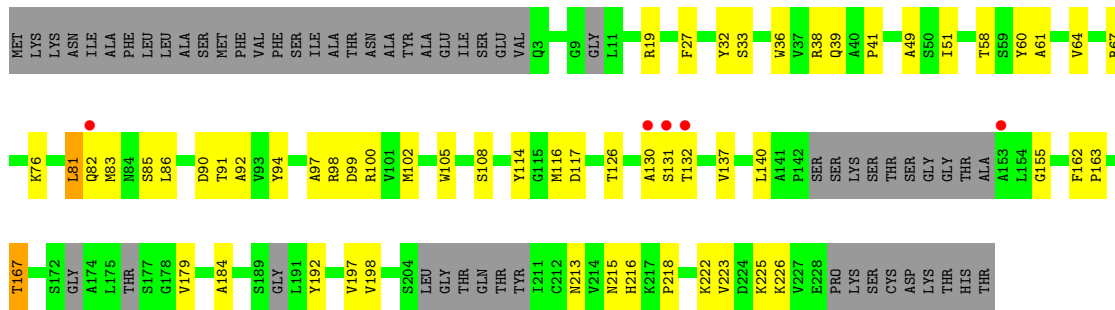 MET LYS LYS ASN ILE ALA PHE LEU LEU ALA SER MET PHE VAL PHE SER ILE ALA THR ASN ALA TYR ALA GLU ILE SER GLU VAL Q3 G9 GLY L11 R19 F27 Y32 S33 W36 V37 R38 Q39 A40 P41 A49 S50 I51 T58 S59 Y60 A61 V64 R67
K76 L81 Q82 M83 N84 S85 L86 D90 T91 A92 V93 Y94 A97 R98 D99 R100 V101 M102 W105 S108 Y114 G115 M116 D117 T126 A130 S131 T132 V137 L140 A141 P142 SER SER LYS SER THR SER GLY GLY THR ALA A153 L154 G155 F162 P163
T167 S172 GLY A174 L175 THR S177 G178 V179 A184 S189 GLY L191 Y192 V197 V198 S204 LEU GLY THR GLN THR TYR I211 C212 N213 V214 N215 H216 K217 P218 K222 V223 D224 K225 K226 V227 E228 PRO LYS SER CYS ASP LYS THR HIS THR